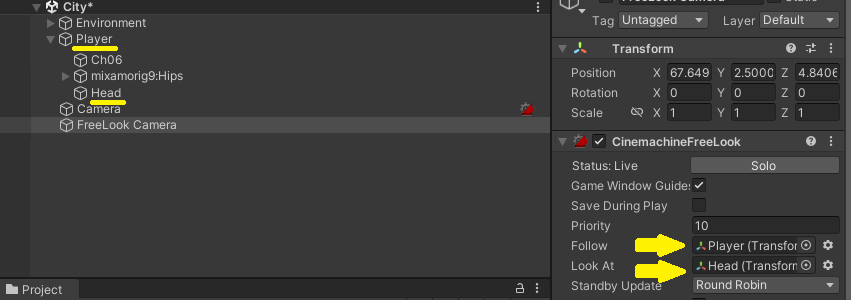 City*
Environment
Player
Ch06
mixamorig9:Hips
Head
Camera
FreeLook Camera
Project
FreeLook Camera
Static
Tag Untagged Layer Default
Transform
Position X 67.649 Y 2.5000 Z 4.8406
Rotation X 0 Y 0 Z 0
Scale X 1 Y 1 Z 1
CinemachineFreeLook
Status: Live Solo
Game Window Guides
Save During Play
Priority 10
Follow Player (Transfor
Look At Head (Transform
Standby Update Round Robin